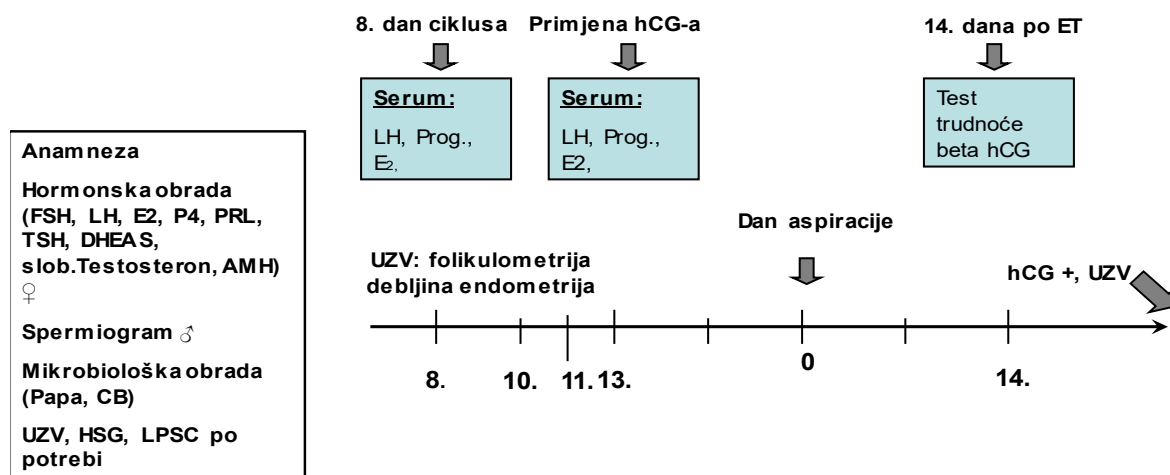 8. dan ciklusa
Primjena hCG-a
14. dana po ET
Serum:
LH, Prog.,
E2,
Serum:
LH, Prog.,
E2,
Test
trudnoće
beta hCG
Anamneza
Hormonska obrada
(FSH, LH, E2, P4, PRL,
TSH, DHEAS,
slob.Testosteron, AMH)
♀
Spermiogram ♂
Mikrobiološka obrada
(Papa, CB)
UZV, HSG, LPSC po
potrebi
Dan aspiracije
UZV: folikulometrija
debljina endometrija
hCG +, UZV
8.
10.
11.
13.
0
14.